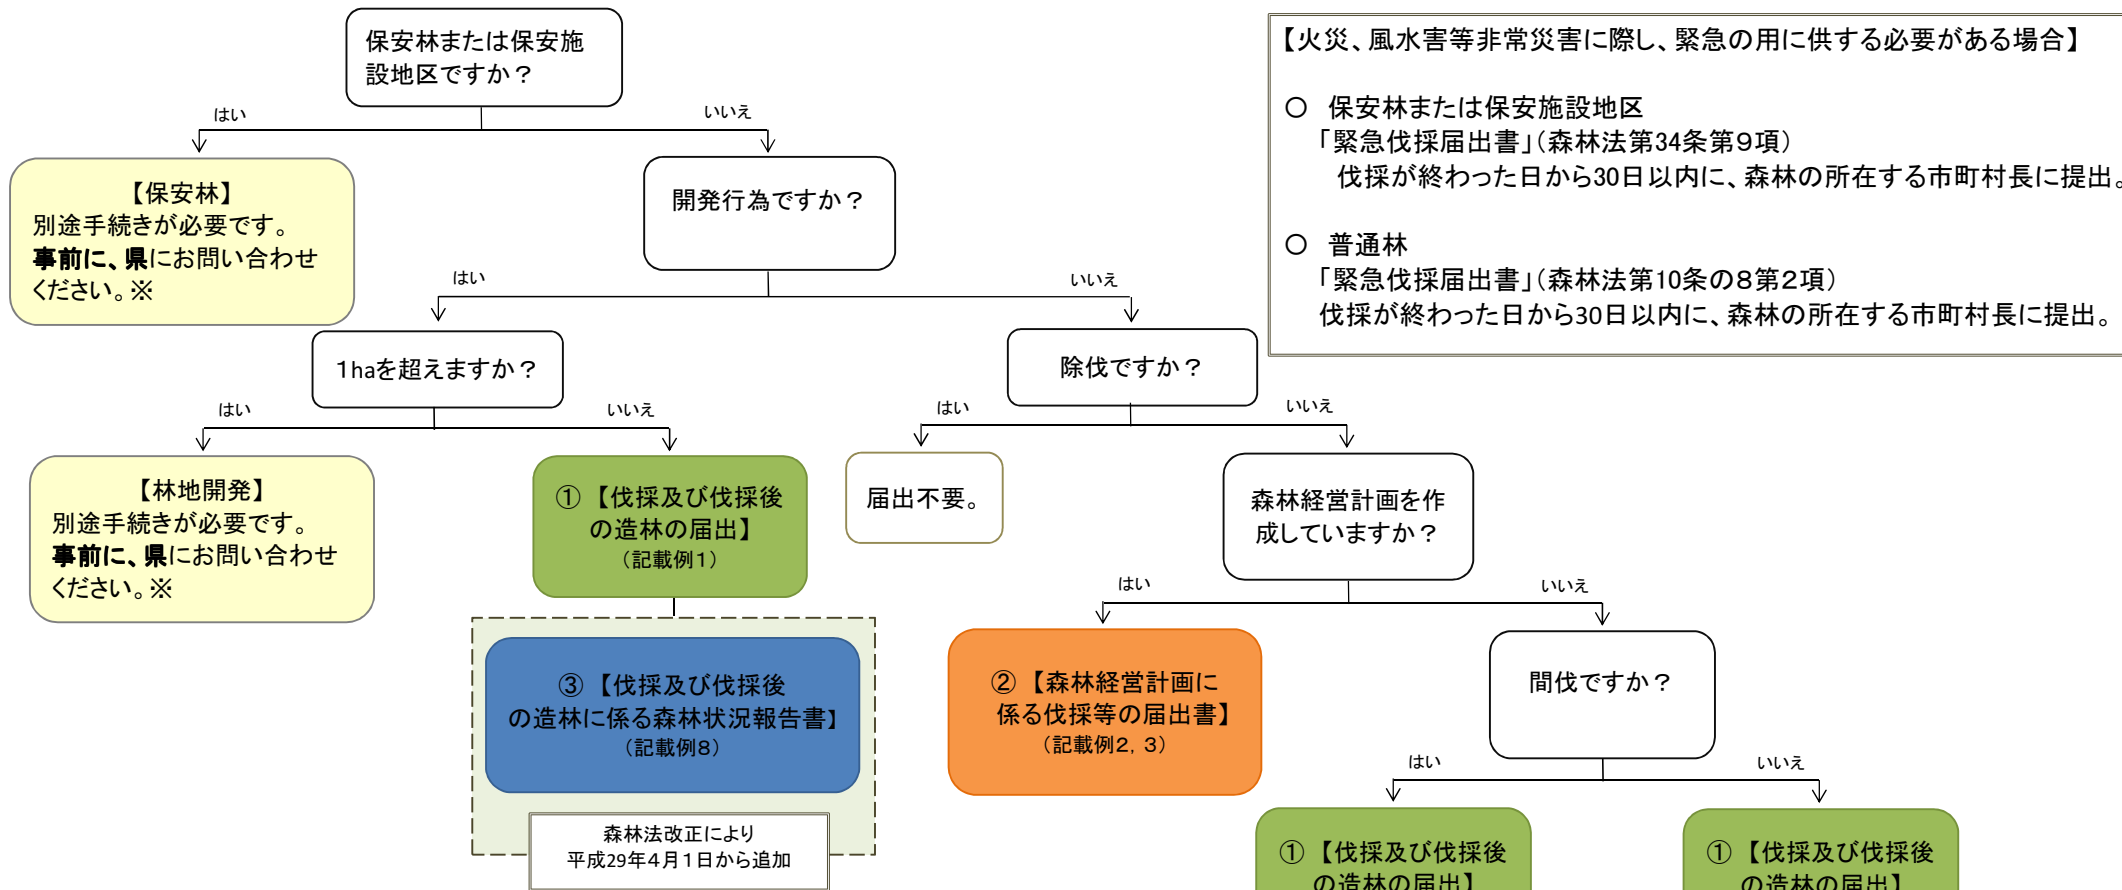 保安林または保安施
設地区ですか？
はい
いいえ
【保安林】
別途手続きが必要です。
事前に、県にお問い合わせ
ください。※
開発行為ですか？
はい
いいえ
1haを超えますか？
はい
いいえ
【林地開発】
別途手続きが必要です。
事前に、県にお問い合わせ
ください。※
① 【伐採及び伐採後
の造林の届出】
（記載例１）
③ 【伐採及び伐採後
の造林に係る森林状況報告書】
（記載例８）
森林法改正により
平成29年４月１日から追加
除伐ですか？
はい
いいえ
届出不要。
森林経営計画を作
成していますか？
はい
いいえ
② 【森林経営計画に
係る伐採等の届出書】
（記載例２，３）
間伐ですか？
はい
いいえ
① 【伐採及び伐採後
の造林の届出】
① 【伐採及び伐採後
の造林の届出】
【火災、風水害等非常災害に際し、緊急の用に供する必要がある場合】
○ 保安林または保安施設地区
「緊急伐採届出書」（森林法第34条第９項）
伐採が終わった日から30日以内に、森林の所在する市町村長に提出。
○ 普通林
「緊急伐採届出書」（森林法第10条の８第２項）
伐採が終わった日から30日以内に、森林の所在する市町村長に提出。